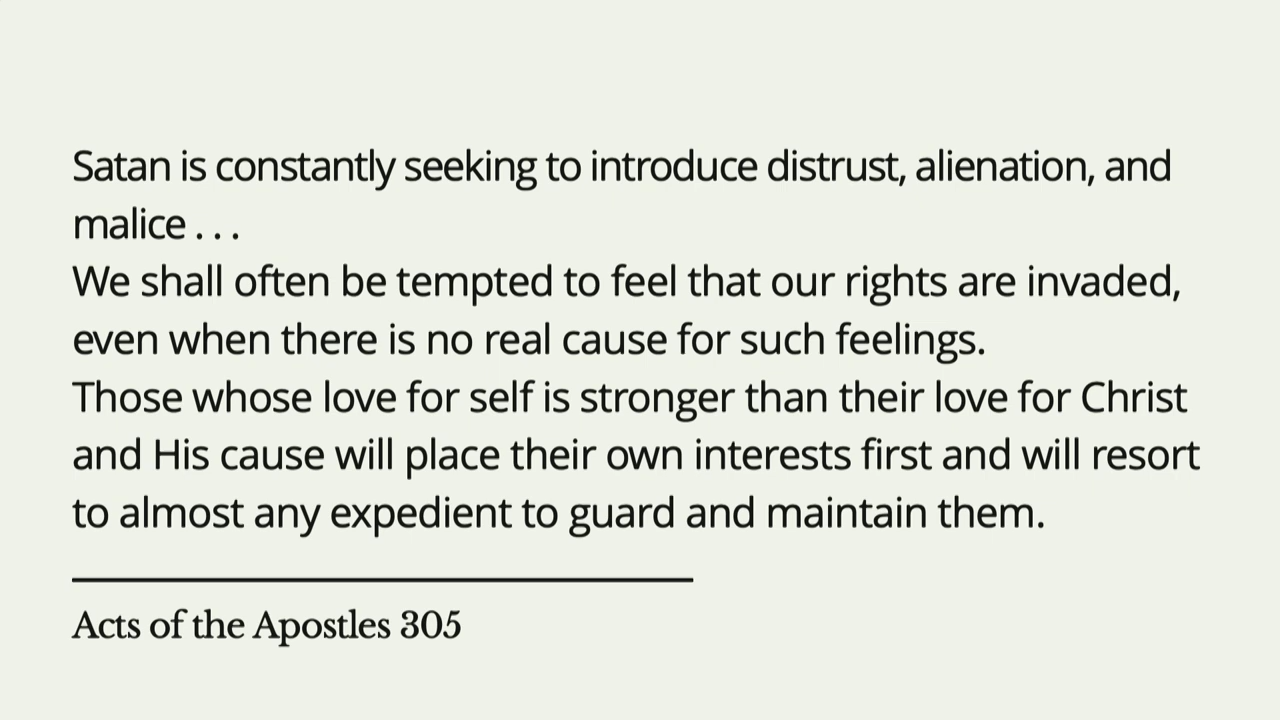 Satan is constantly seeking to introduce distrust, alienation, and
malice . . .
We shall often be tempted to feel that our rights are invaded,
even when there is no real cause for such feelings.
Those whose love for self is stronger than their love for Christ
and His cause will place their own interests first and will resort
to almost any expedient to guard and maintain them.
Acts of the Apostles 305